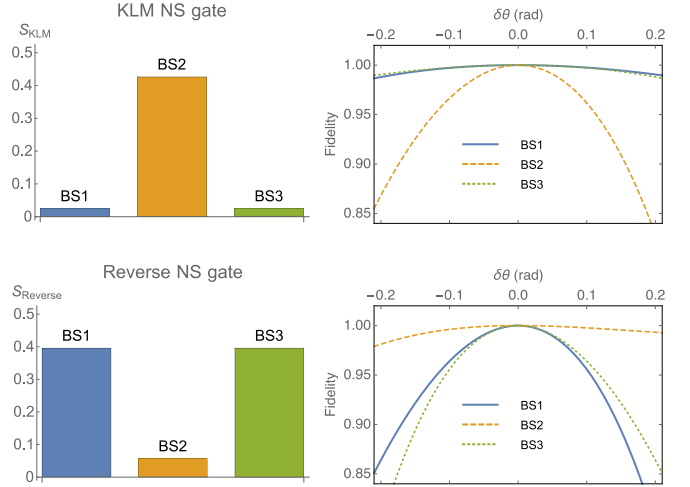 KLM NS gate
S_KLM
0.5
0.4
0.3
0.2
0.1
0
BS1
BS2
BS3
δθ (rad)
−0.2 −0.1 0.0 0.1 0.2
Fidelity
1.00
0.95
0.90
0.85
BS1
BS2
BS3
Reverse NS gate
S_Reverse
0.5
0.4
0.3
0.2
0.1
0
BS1
BS2
BS3
δθ (rad)
−0.2 −0.1 0.0 0.1 0.2
Fidelity
1.00
0.95
0.90
0.85
BS1
BS2
BS3